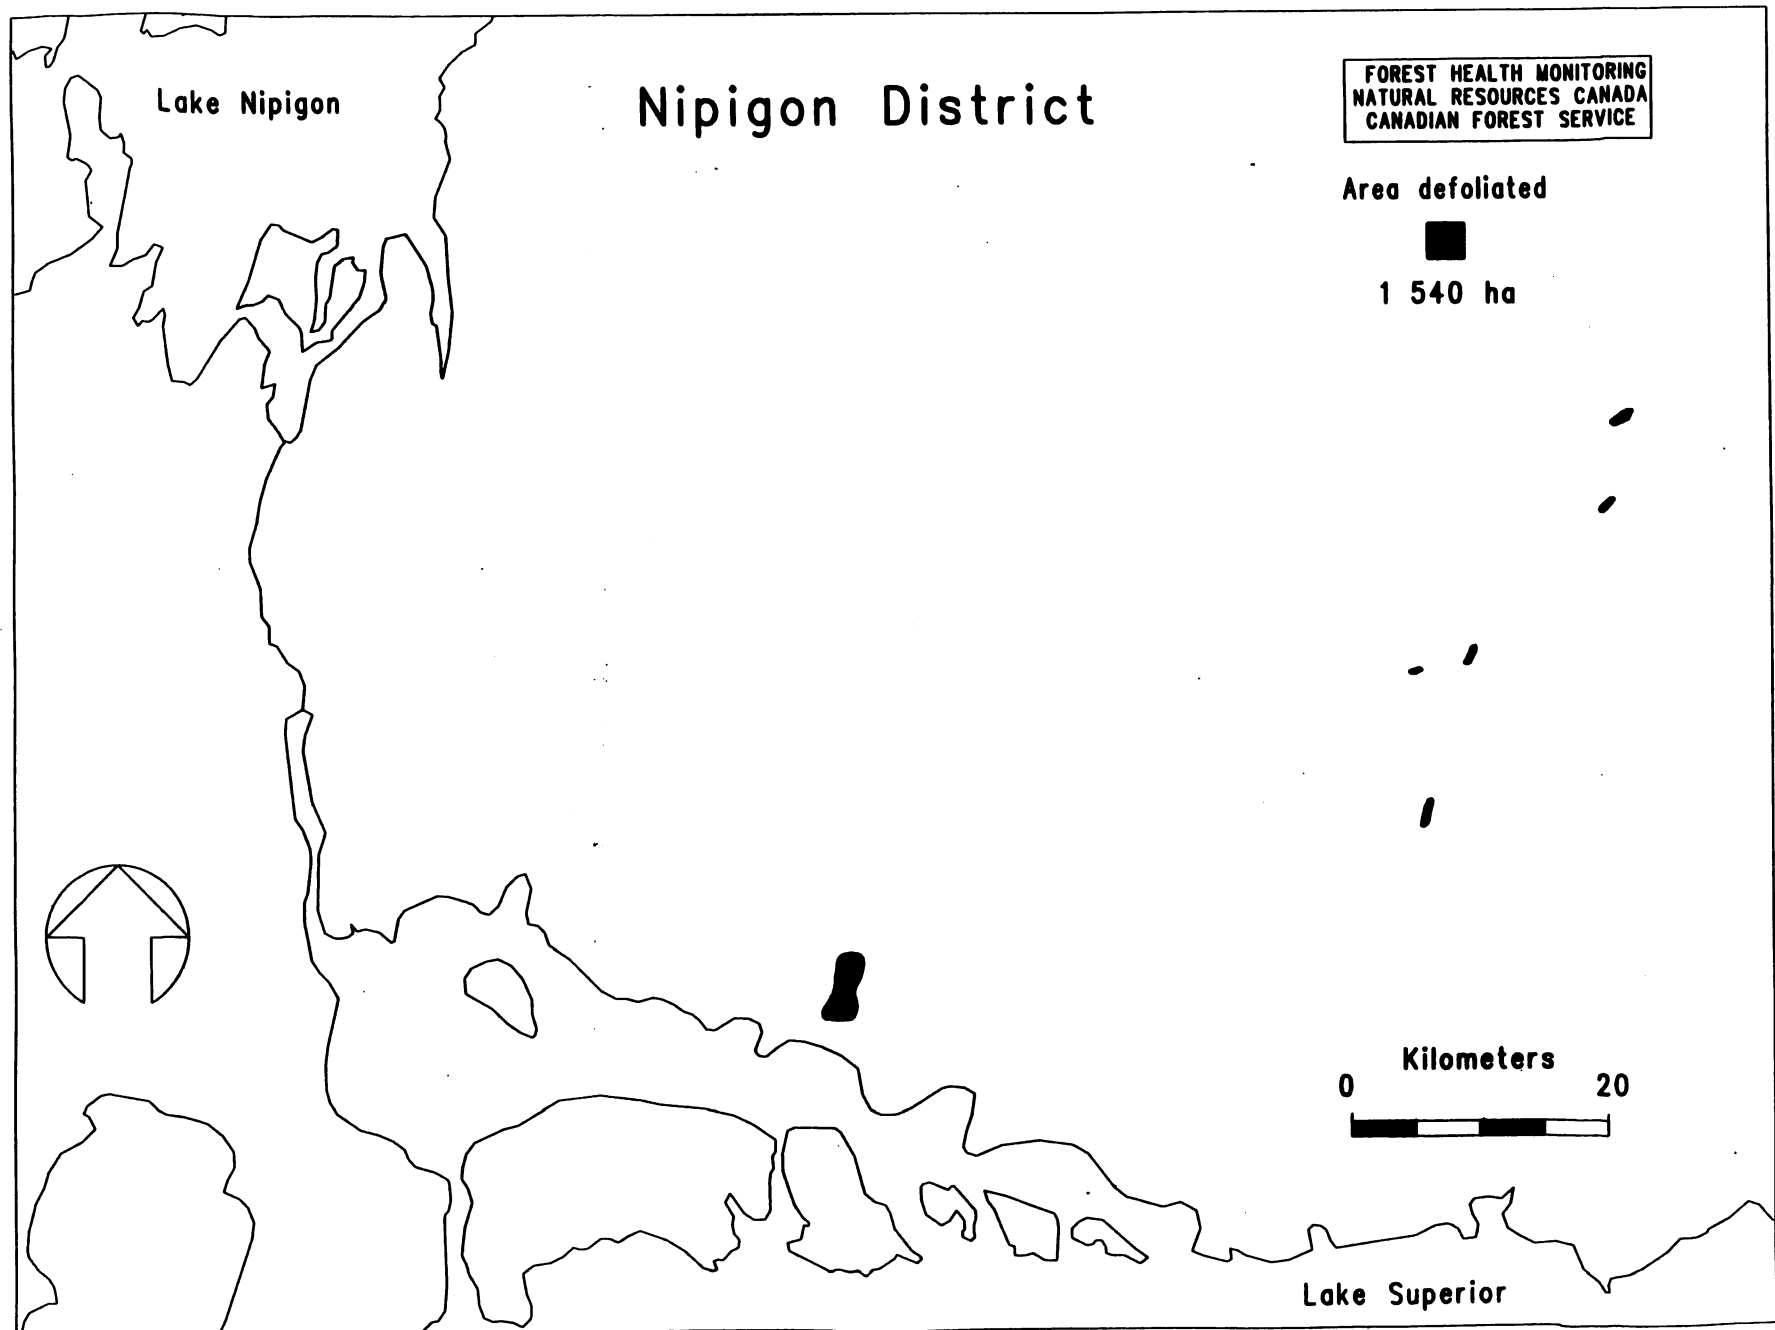 Lake Nipigon
Nipigon District
FOREST HEALTH MONITORING
NATURAL RESOURCES CANADA
CANADIAN FOREST SERVICE
Area defoliated
1 540 ha
Kilometers
0 20
Lake Superior